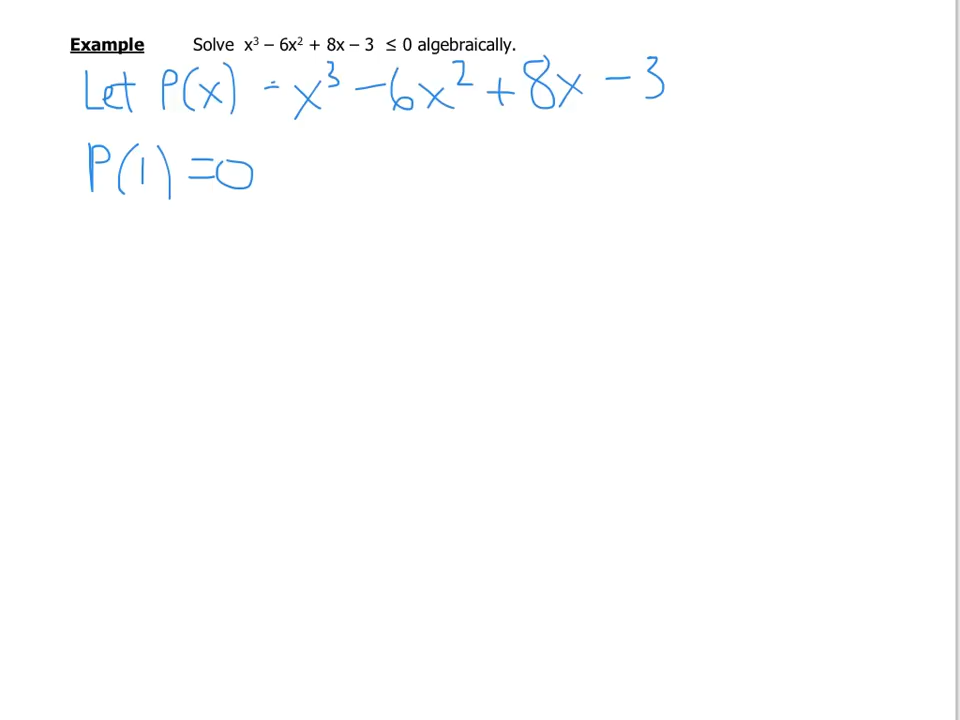 Example Solve x³ – 6x² + 8x – 3 ≤ 0 algebraically.
Let P(x) = x³ – 6x² + 8x – 3
P(1) = 0